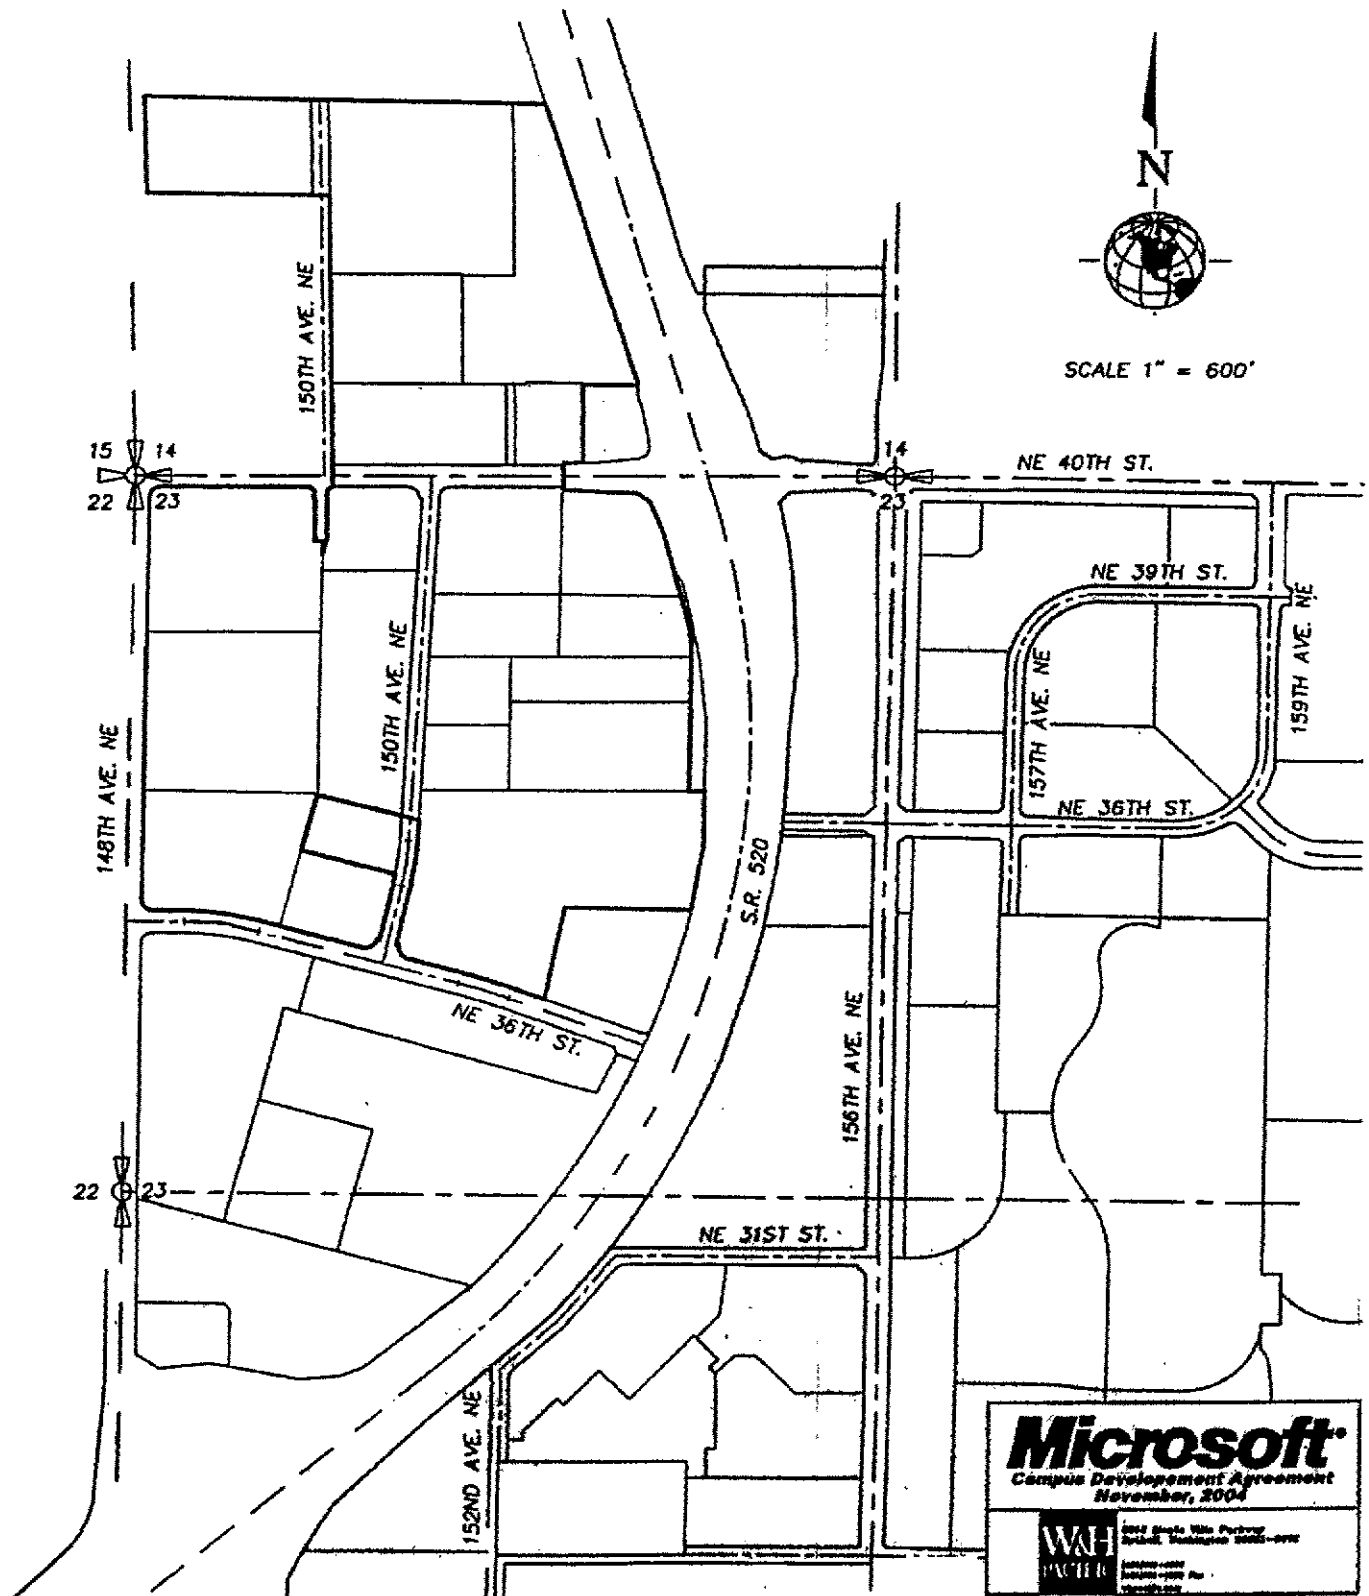 N
SCALE 1" = 600'
150TH AVE. NE
15 14
22 23
14
23
NE 40TH ST.
NE 39TH ST.
159TH AVE. NE
150TH AVE. NE
157TH AVE. NE
148TH AVE. NE
NE 36TH ST.
S.R. 520
NE 36TH ST.
156TH AVE. NE
22 23
NE 31ST ST.
152ND AVE. NE
Microsoft
Campus Developement Agreement
November, 2004
W&H
PACIFIC